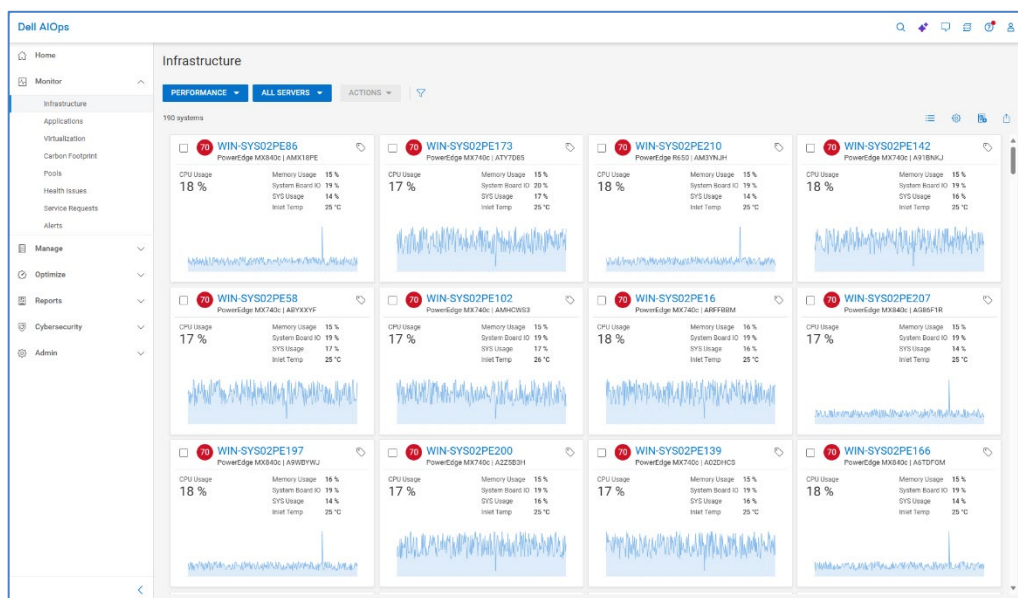 Dell AIOps
Home
Monitor
Infrastructure
Applications
Virtualization
Carbon Footprint
Pools
Health Issues
Service Requests
Alerts
Manage
Optimize
Reports
Cybersecurity
Admin
Infrastructure
PERFORMANCE
ALL SERVERS
ACTIONS
190 systems
70 WIN-SYS02PE86
PowerEdge MX840c | AMX18PE
CPU Usage
18 %
Memory Usage 15 %
System Board IO 19 %
SYS Usage 14 %
Inlet Temp 25 °C
70 WIN-SYS02PE173
PowerEdge MX740c | ATY7D85
CPU Usage
17 %
Memory Usage 15 %
System Board IO 20 %
SYS Usage 17 %
Inlet Temp 25 °C
70 WIN-SYS02PE210
PowerEdge R650 | AM3YNJH
CPU Usage
18 %
Memory Usage 15 %
System Board IO 19 %
SYS Usage 14 %
Inlet Temp 25 °C
70 WIN-SYS02PE142
PowerEdge MX740c | A91BNKJ
CPU Usage
18 %
Memory Usage 15 %
System Board IO 19 %
SYS Usage 16 %
Inlet Temp 25 °C
70 WIN-SYS02PE58
PowerEdge MX740c | ABYXXYF
CPU Usage
17 %
Memory Usage 15 %
System Board IO 19 %
SYS Usage 17 %
Inlet Temp 25 °C
70 WIN-SYS02PE102
PowerEdge MX740c | AMHCWS3
CPU Usage
17 %
Memory Usage 15 %
System Board IO 19 %
SYS Usage 17 %
Inlet Temp 26 °C
70 WIN-SYS02PE16
PowerEdge MX740c | ARFFBBM
CPU Usage
18 %
Memory Usage 16 %
System Board IO 19 %
SYS Usage 16 %
Inlet Temp 25 °C
70 WIN-SYS02PE207
PowerEdge MX840c | AGB6F1R
CPU Usage
17 %
Memory Usage 15 %
System Board IO 19 %
SYS Usage 14 %
Inlet Temp 25 °C
70 WIN-SYS02PE197
PowerEdge MX840c | A9WBYWJ
CPU Usage
18 %
Memory Usage 16 %
System Board IO 19 %
SYS Usage 14 %
Inlet Temp 25 °C
70 WIN-SYS02PE200
PowerEdge MX740c | A2ZSB3H
CPU Usage
17 %
Memory Usage 15 %
System Board IO 19 %
SYS Usage 16 %
Inlet Temp 25 °C
70 WIN-SYS02PE139
PowerEdge MX740c | A02DHCS
CPU Usage
17 %
Memory Usage 15 %
System Board IO 19 %
SYS Usage 16 %
Inlet Temp 25 °C
70 WIN-SYS02PE166
PowerEdge MX840c | A6TDFGM
CPU Usage
18 %
Memory Usage 15 %
System Board IO 19 %
SYS Usage 14 %
Inlet Temp 25 °C